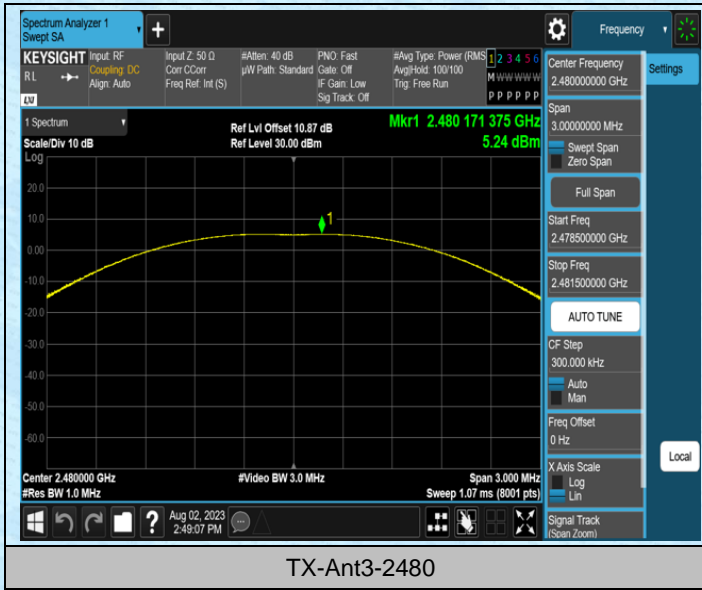 Spectrum Analyzer 1
Swept SA
+
Frequency
KEYSIGHT
Input: RF
Coupling: DC
Align: Auto
RL
LXI
Input Z: 50 Ω
Corr CCorr
Freq Ref: Int (S)
#Atten: 40 dB
µW Path: Standard
PNO: Fast
Gate: Off
IF Gain: Low
Sig Track: Off
#Avg Type: Power (RMS
Avg|Hold: 100/100
Trig: Free Run
1 2 3 4 5 6
M W W W W W
P P P P P P
1 Spectrum
Scale/Div 10 dB
Ref Lvl Offset 10.87 dB
Ref Level 30.00 dBm
Mkr1 2.480 171 375 GHz
5.24 dBm
Log
20.0
10.0
0.00
-10.0
-20.0
-30.0
-40.0
-50.0
-60.0
1
Center 2.480000 GHz
#Res BW 1.0 MHz
#Video BW 3.0 MHz
Span 3.000 MHz
Sweep 1.07 ms (8001 pts)
Aug 02, 2023
2:49:07 PM
?
Center Frequency
2.480000000 GHz
Span
3.00000000 MHz
Swept Span
Zero Span
Full Span
Start Freq
2.478500000 GHz
Stop Freq
2.481500000 GHz
AUTO TUNE
CF Step
300.000 kHz
Auto
Man
Freq Offset
0 Hz
X Axis Scale
Log
Lin
Signal Track
(Span Zoom)
Settings
Local
TX-Ant3-2480